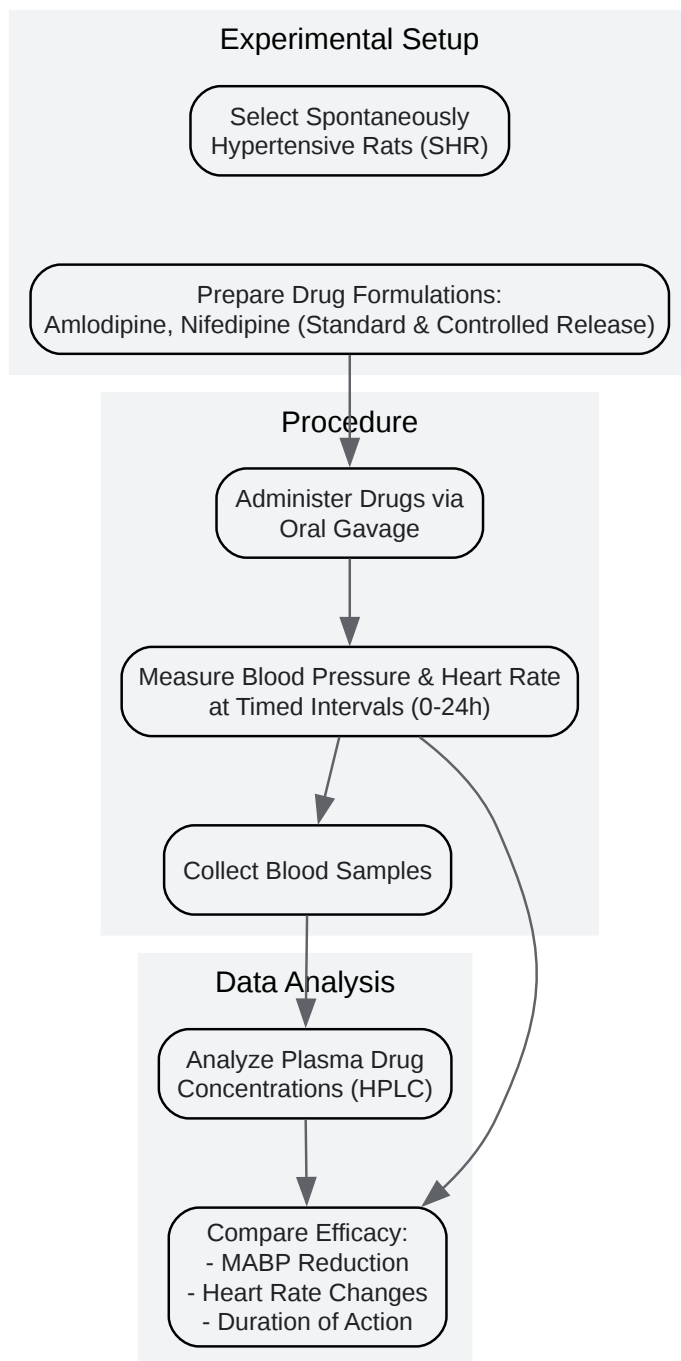 Experimental Setup
Select Spontaneously
Hypertensive Rats (SHR)
Prepare Drug Formulations:
Amlodipine, Nifedipine (Standard & Controlled Release)
Procedure
Administer Drugs via
Oral Gavage
Measure Blood Pressure & Heart Rate
at Timed Intervals (0-24h)
Collect Blood Samples
Data Analysis
Analyze Plasma Drug
Concentrations (HPLC)
Compare Efficacy:
- MABP Reduction
- Heart Rate Changes
- Duration of Action